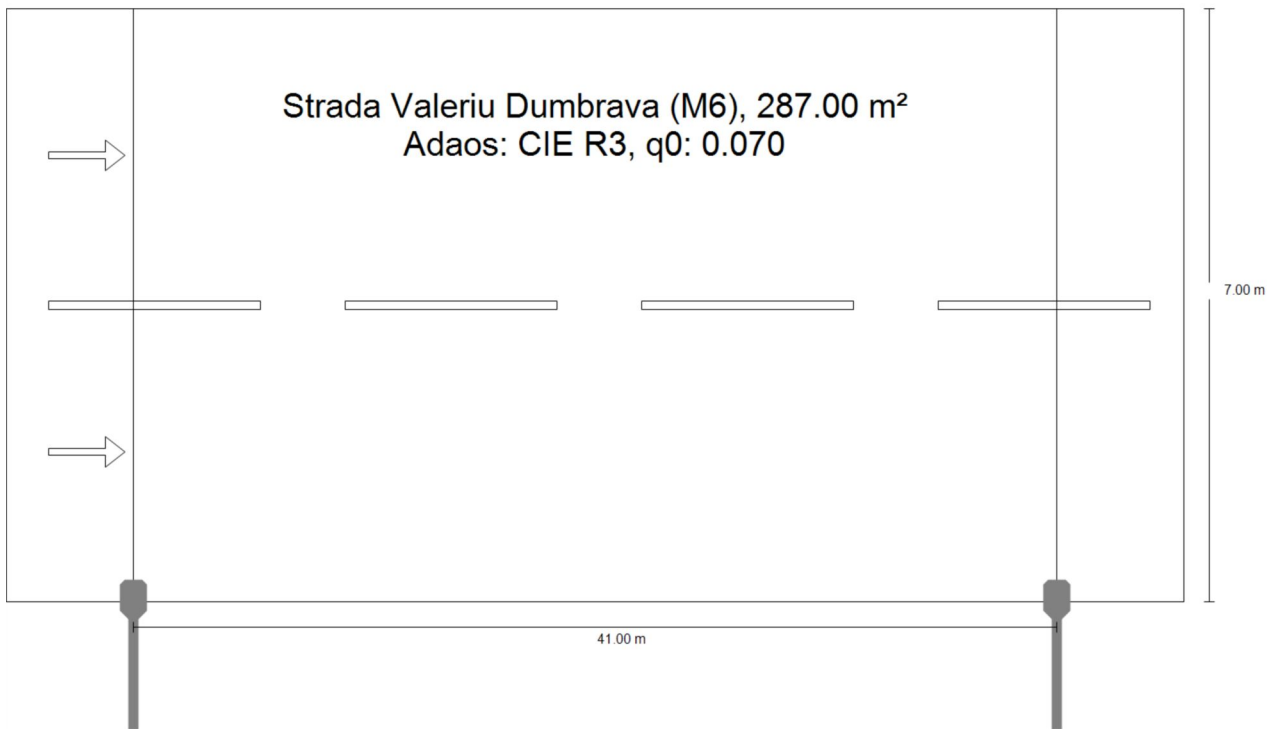 Strada Valeriu Dumbrava (M6), 287.00 m²
Adaos: CIE R3, q0: 0.070
7.00 m
41.00 m